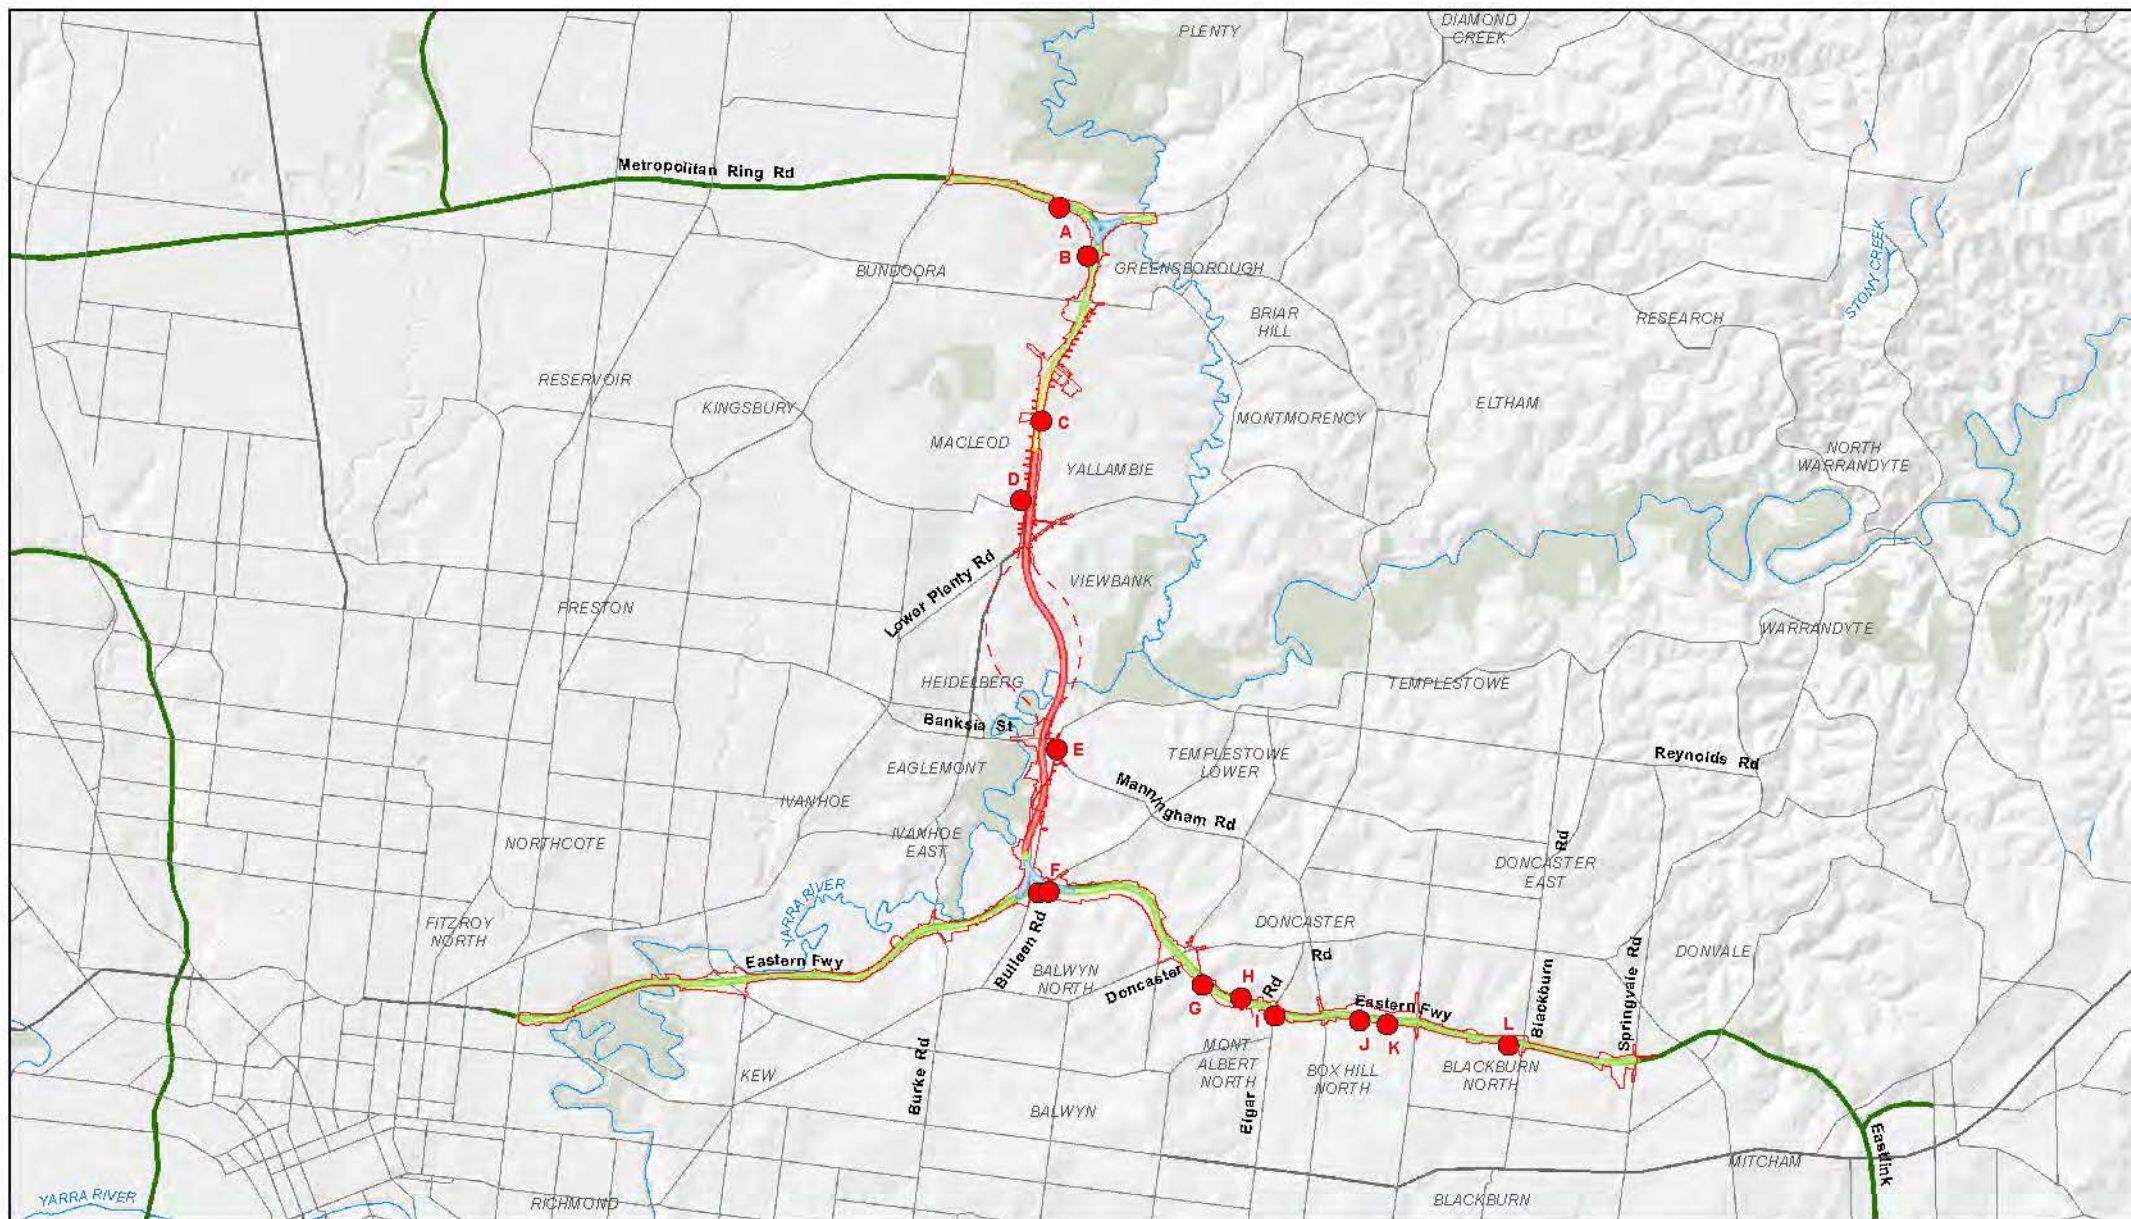 PLENTY
DIAMOND
CREEK
Metropolitan Ring Rd
A
B
BUNDOORA
GREENSBOROUGH
STONY CREEK
BRIAR
HILL
RESEARCH
RESERVOIR
KINGSBURY
MONTMORENCY
ELTHAM
C
MACLEOD
YALLAMBIE
NORTH
WARRANDYTE
D
Lower Plenty Rd
VIEWBANK
PRESTON
WARRANDYTE
HEIDELBERG
TEMPLESTOWE
Banksia St
E
EAGLEMONT
TEMPLESTOWE
LOWER
Reynolds Rd
IVANHOE
Manningham Rd
NORTHCOTE
IVANHOE
EAST
Rd
DONCASTER
EAST
F
YARRA RIVER
FITZROY
NORTH
DONCASTER
DONVALE
Eastern Fwy
Bulleen Rd
BALWYN
NORTH
Doncaster
Rd
H
Rd
G
I
Eastern Fwy
Blackburn
Springvale Rd
J
K
L
MONT
ALBERT
NORTH
BOX HILL
NORTH
BLACKBURN
NORTH
KEW
Burke Rd
BALWYN
Elgar
MITCHAM
Eastlink
YARRA RIVER
RICHMOND
BLACKBURN